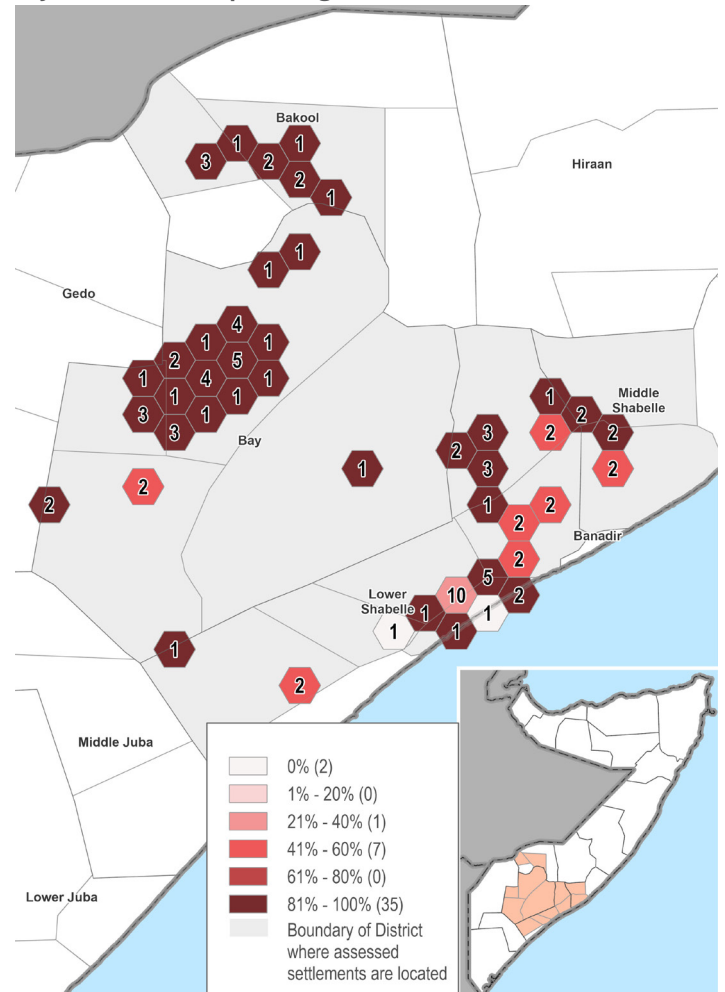 Bakool
1
1
3
2
Hiraan
2
1
1
1
Gedo
4
1
1
2
5
1
4
1
1
1
1
Middle
Shabelle
3
1
2
3
3
2
2
Bay
2
1
3
2
2
2
1
2
2
Banadir
2
5
Lower
Shabelle
10
2
1
1
1
1
1
2
Middle Juba
Lower Juba
0% (2)
1% - 20% (0)
21% - 40% (1)
41% - 60% (7)
61% - 80% (0)
81% - 100% (35)
Boundary of District
where assessed
settlements are located